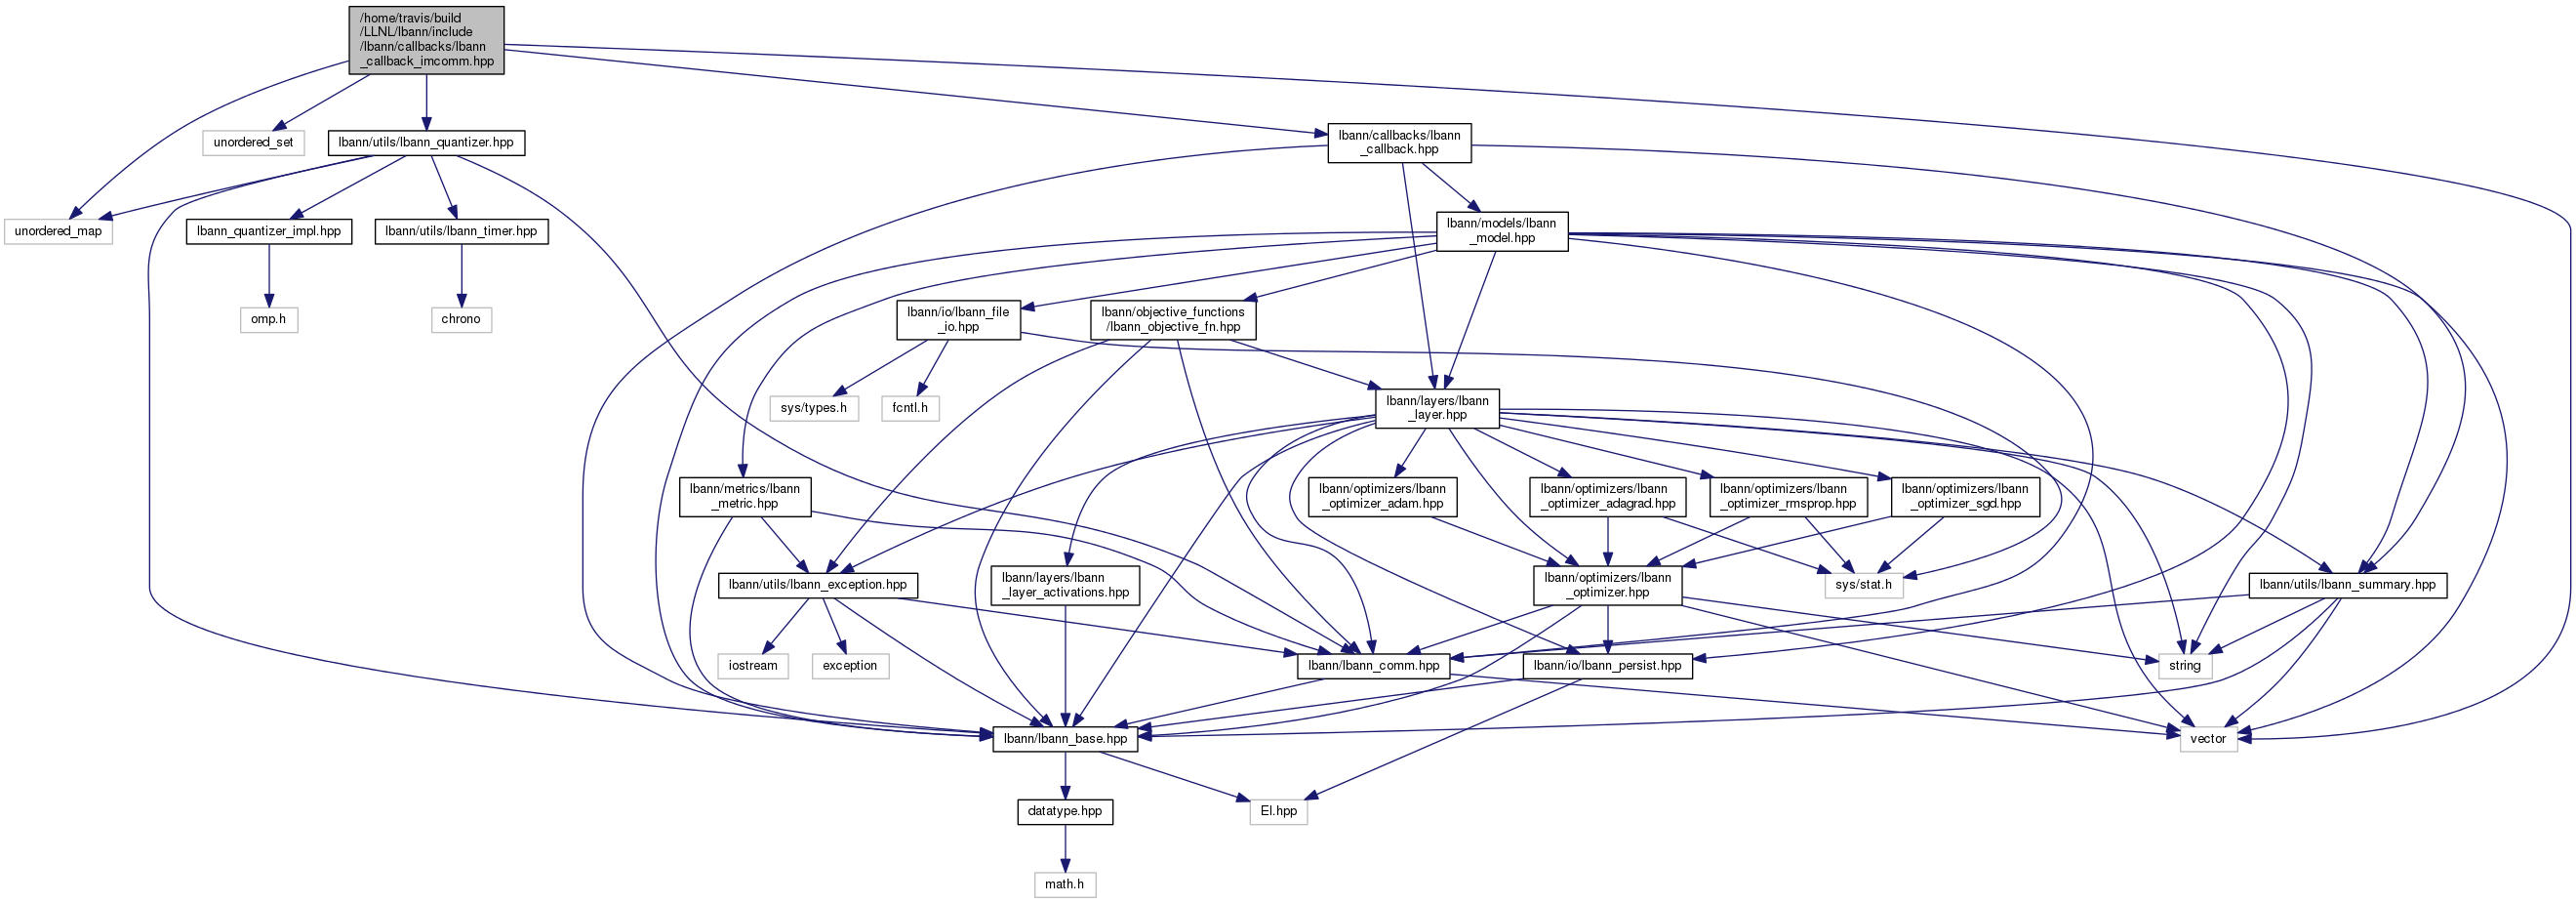 /home/travis/build
/LLNL/lbann/include
/lbann/callbacks/lbann
_callback_imcomm.hpp
unordered_set
lbann/utils/lbann_quantizer.hpp
lbann/callbacks/lbann
_callback.hpp
unordered_map
lbann_quantizer_impl.hpp
lbann/utils/lbann_timer.hpp
lbann/models/lbann
_model.hpp
omp.h
chrono
lbann/io/lbann_file
_io.hpp
lbann/objective_functions
/lbann_objective_fn.hpp
sys/types.h
fcntl.h
lbann/layers/lbann
_layer.hpp
lbann/metrics/lbann
_metric.hpp
lbann/optimizers/lbann
_optimizer_adam.hpp
lbann/optimizers/lbann
_optimizer_adagrad.hpp
lbann/optimizers/lbann
_optimizer_rmsprop.hpp
lbann/optimizers/lbann
_optimizer_sgd.hpp
lbann/utils/lbann_exception.hpp
lbann/layers/lbann
_layer_activations.hpp
lbann/optimizers/lbann
_optimizer.hpp
sys/stat.h
lbann/utils/lbann_summary.hpp
iostream
exception
lbann/lbann_comm.hpp
lbann/io/lbann_persist.hpp
string
lbann/lbann_base.hpp
vector
datatype.hpp
El.hpp
math.h